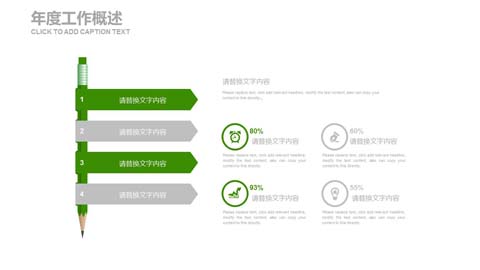 年度工作概述
CLICK TO ADD CAPTION TEXT
1 请替换文字内容
2 请替换文字内容
3 请替换文字内容
4 请替换文字内容
请替换文字内容
Please replace text, click add relevant headline, modify the text content, also can copy your
content to this directly.
80%
请替换文字内容
Please replace text, click add relevant headline,
modify the text content, also can copy your
content to this directly.
60%
请替换文字内容
Please replace text, click add relevant headline,
modify the text content, also can copy your
content to this directly.
93%
请替换文字内容
Please replace text, click add relevant headline,
modify the text content, also can copy your
content to this directly.
55%
请替换文字内容
Please replace text, click add relevant headline,
modify the text content, also can copy your
content to this directly.